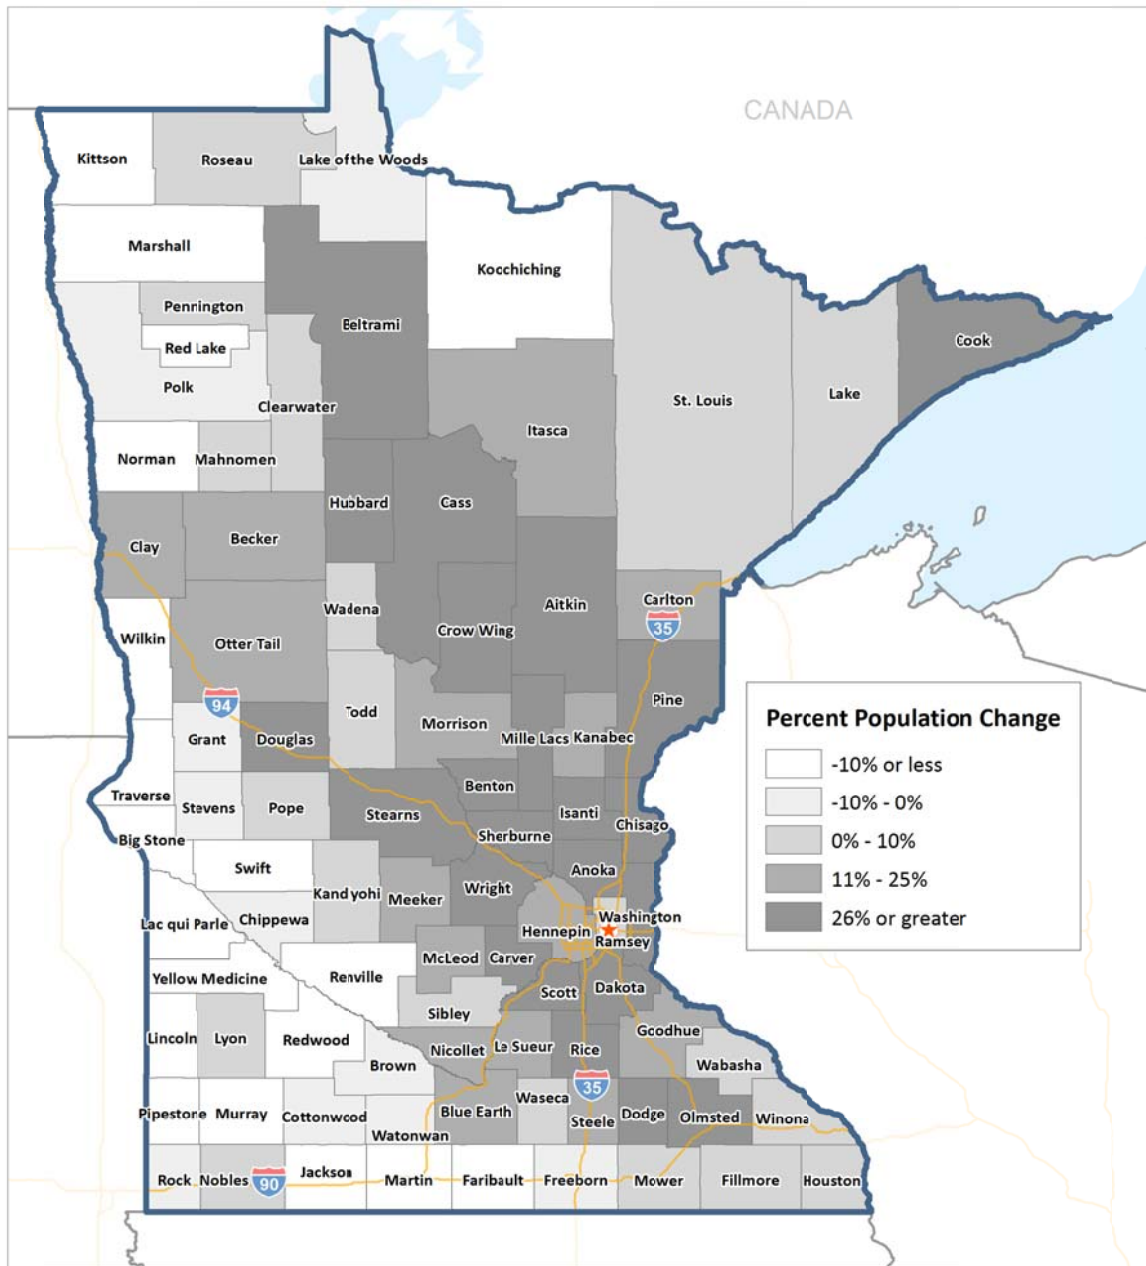 CANADA
Kittson
Roseau
Lake of the Woods
Marshall
Kocchiching
Pennington
Eeltrami
Red Lake
Cook
Polk
Clearwater
St. Louis
Lake
Itasca
Norman
Mahnomen
Hubbard
Cass
Clay
Becker
Wadena
Aitkin
Carlton
35
Crow Wing
Wilkin
Otter Tail
94
Pine
Todd
Morrison
Grant
Douglas
Mille Lacs
Kanabec
Percent Population Change
-10% or less
-10% - 0%
0% - 10%
11% - 25%
26% or greater
Traverse
Stevens
Pope
Benton
Stearns
Isanti
Chisago
Big Stone
Sherburne
Swift
Anoka
Kandyohi
Meeker
Wright
Lac qui Parle
Chippewa
Washington
Hennepin
Ramsey
McLeod
Carver
Yellow Medicine
Renville
Scott
Dakota
Sibley
Goodhue
Lincoln
Lyon
Redwood
Nicollet
Le Sueur
Rice
Brown
Wabasha
35
Pipestone
Murray
Cottonwood
Watonwan
Blue Earth
Waseca
Steele
Dodge
Olmsted
Winona
Rock
Nobles
90
Jackson
Martin
Faribault
Freeborn
Mower
Fillmore
Houston